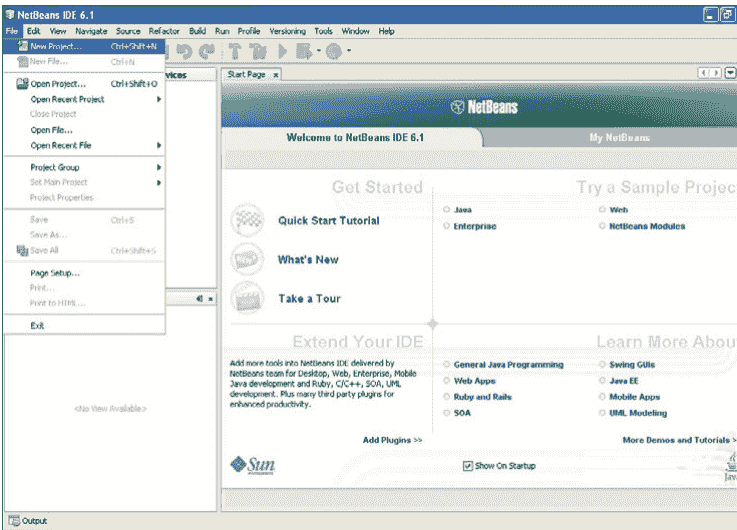 NetBeans IDE 6.1
File Edit View Navigate Source Refactor Build Run Profile Versioning Tools Window Help
New Project... Ctrl+Shift+N
New File... Ctrl+N
Open Project... Ctrl+Shift+O
Open Recent Project
Close Project
Open File...
Open Recent File
Project Group
Set Main Project
Project Properties
Save Ctrl+S
Save As...
Save All Ctrl+Shift+S
Page Setup...
Print...
Print to HTML...
Exit
vices
<No View Available>
Start Page
NetBeans
Welcome to NetBeans IDE 6.1
My NetBeans
Get Started
Quick Start Tutorial
What's New
Take a Tour
Try a Sample Projec
Java
Web
Enterprise
NetBeans Modules
Extend Your IDE
Add more tools into NetBeans IDE delivered by
NetBeans team for Desktop, Web, Enterprise, Mobile
Java development and Ruby, C/C++, SOA, UML
development. Plus many third party plugins for
enhanced productivity.
Add Plugins >>
Learn More Abou
General Java Programming
Swing GUIs
Web Apps
Java EE
Ruby and Rails
Mobile Apps
SOA
UML Modeling
More Demos and Tutorials >
Sun
Show On Startup
Java
Output